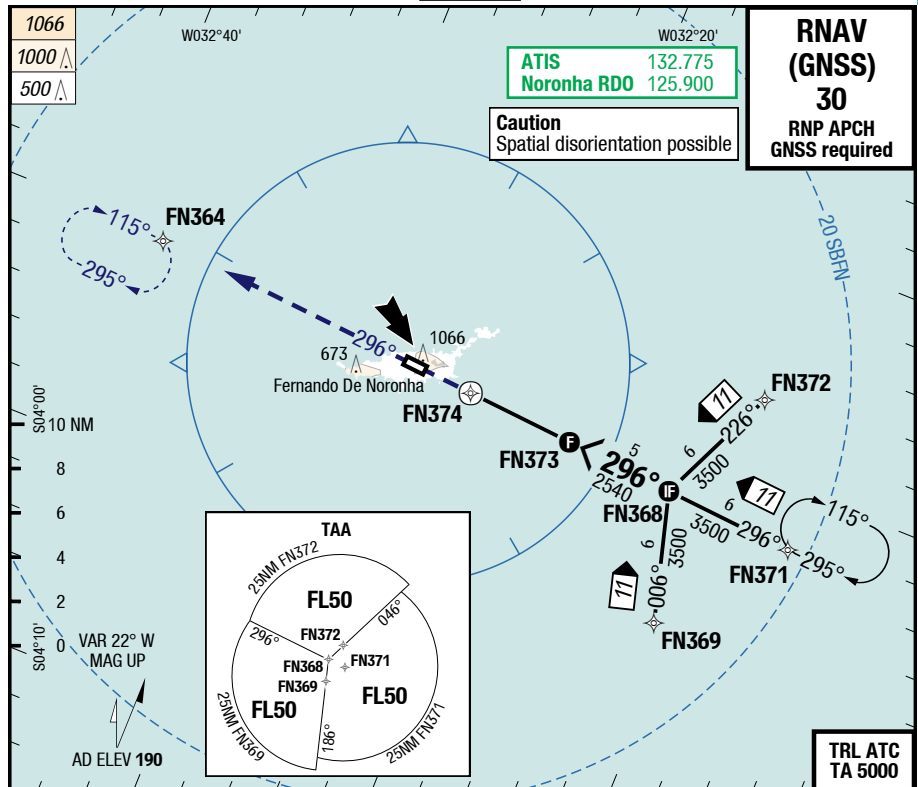 1066
1000
500
W032°40'
W032°20'
ATIS 132.775
Noronha RDO 125.900
Caution
Spatial disorientation possible
RNAV
(GNSS)
30
RNP APCH
GNSS required
20 SBFN
FN364
115°
295°
296°
1066
673
Fernando De Noronha
FN374
FN373
5
296°
2540
FN368
11
6
226°
3500
FN372
11
6
3500
296°
FN371
115°
295°
11
6
3500
006°
FN369
S04°00'
10 NM
8
6
4
2
0
S04°10'
VAR 22° W
MAG UP
AD ELEV 190
TAA
25NM FN372
FL50
296°
046°
FN372
FN368
FN371
FN369
FL50
FL50
25NM FN369
186°
25NM FN371
TRL ATC
TA 5000